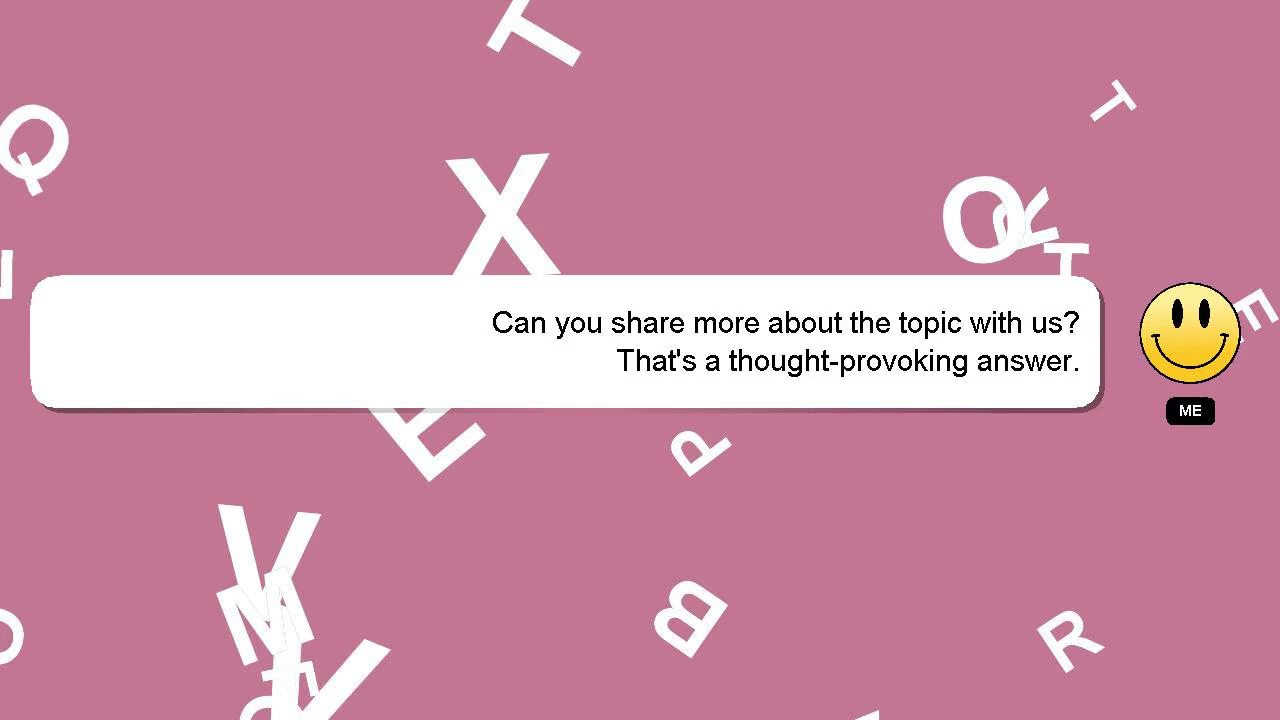 T
Q
T
X
O
R
T
E
Can you share more about the topic with us?
That's a thought-provoking answer.
ME
E
P
V
M
B
R